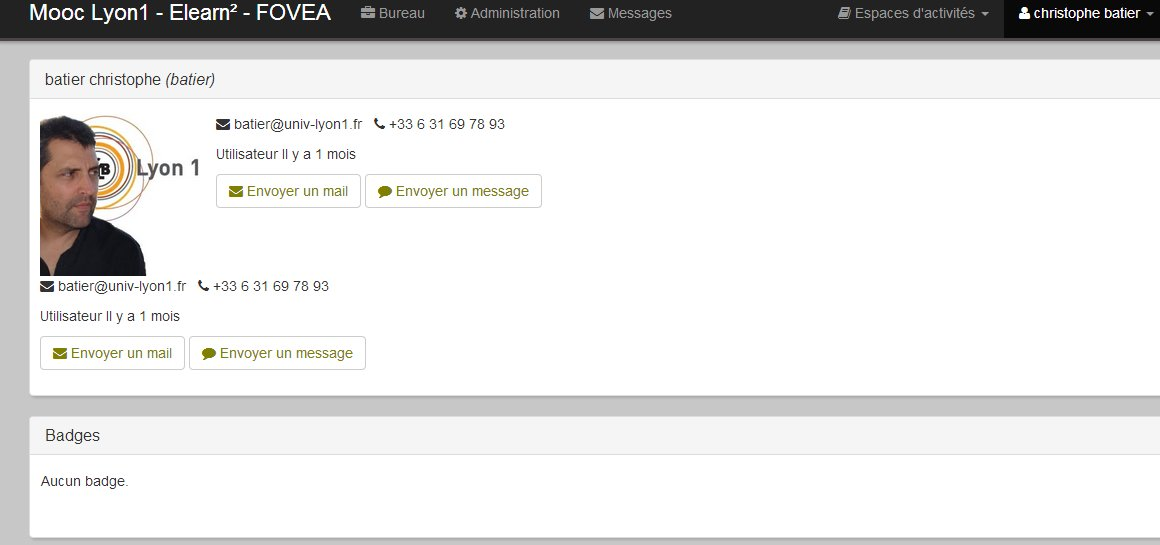 Mooc Lyon1 - Elearn² - FOVEA Bureau Administration Messages Espaces d'activités christophe batier
batier christophe (batier)
Lyon 1
batier@univ-lyon1.fr +33 6 31 69 78 93
Utilisateur Il y a 1 mois
Envoyer un mail Envoyer un message
batier@univ-lyon1.fr +33 6 31 69 78 93
Utilisateur Il y a 1 mois
Envoyer un mail Envoyer un message
Badges
Aucun badge.